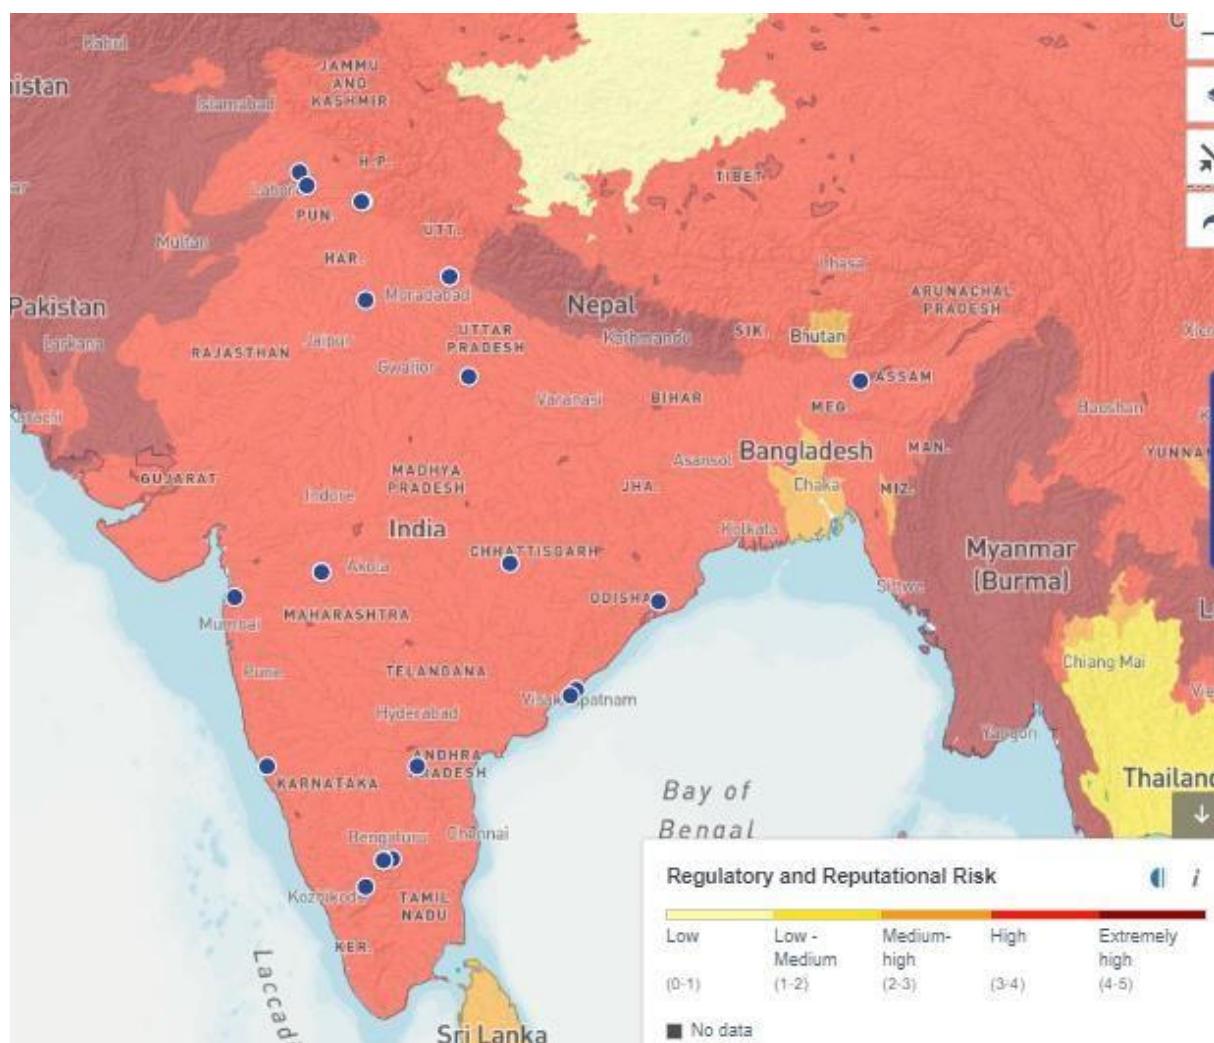 Kabul
istan
JAMMU
AND
KASHMIR
Islamabad
H.P.
Lahor
PUN.
TIBET
Multan
UTT.
HAR.
Lhasa
Pakistan
Moradabad
Nepal
ARUNACHAL
PRADESH
Larkana
RAJASTHAN
Jaipur
UTTAR
PRADESH
Kathmandu
SIK.
Bhutan
Gwalior
ASSAM
Varanasi
BIHAR
MEG.
Baoshan
Karachi
MAN.
Bangladesh
YUNNA
Asansol
GUJARAT
MADHYA
PRADESH
Indore
JHA.
Chaka
MIZ.
India
Kolkata
CHHATTISGARH
Myanmar
(Burma)
Akola
Sittwe
ODISHA
MAHARASHTRA
Mumbai
Pune
TELANGANA
Chiang Mai
Vie
Visak
patnam
Hyderabad
Yangon
ANDHRA
PRADESH
KARNATAKA
Thailand
Bay of
Bengal
Bengaluru
Chennai
Kozhikode
TAMIL
NADU
KER.
Laccad
Sri Lanka
Regulatory and Reputational Risk
i
Low Low - Medium- High Extremely
Medium high high
(0-1) (1-2) (2-3) (3-4) (4-5)
No data